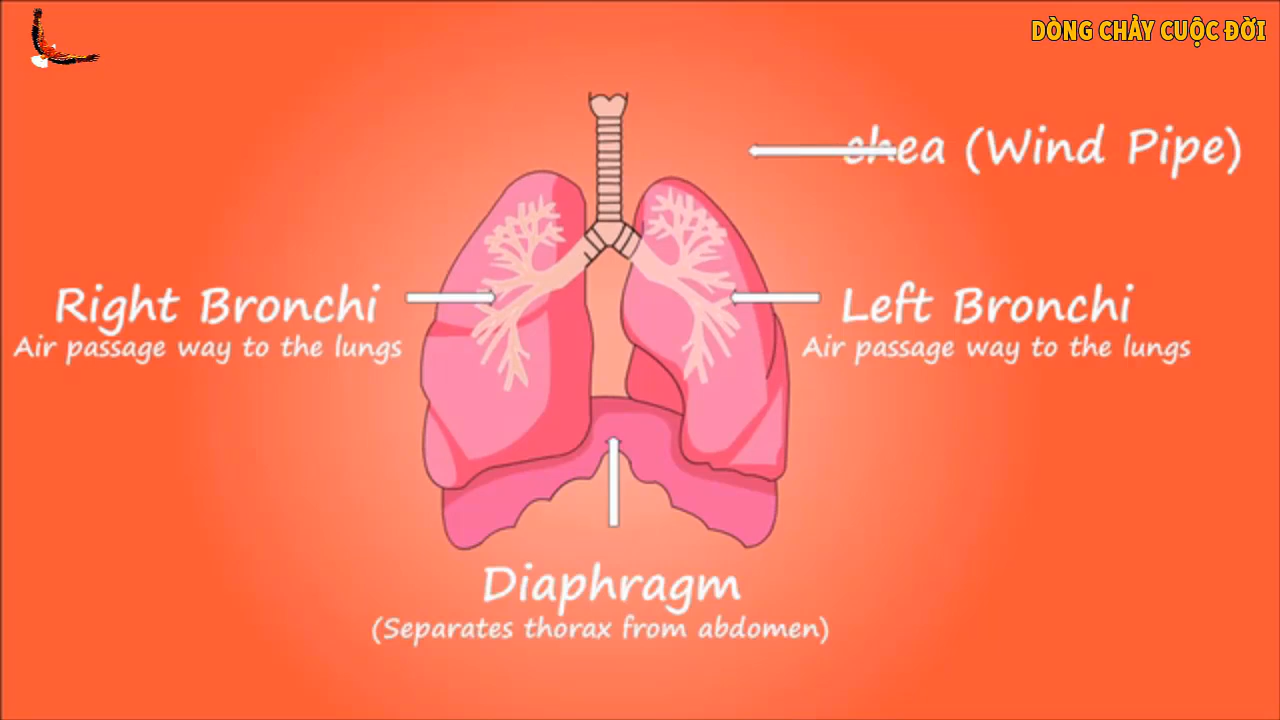 DÒNG CHẢY CUỘC ĐỜI
chea (Wind Pipe)
Right Bronchi
Air passage way to the lungs
Left Bronchi
Air passage way to the lungs
Diaphragm
(Separates thorax from abdomen)